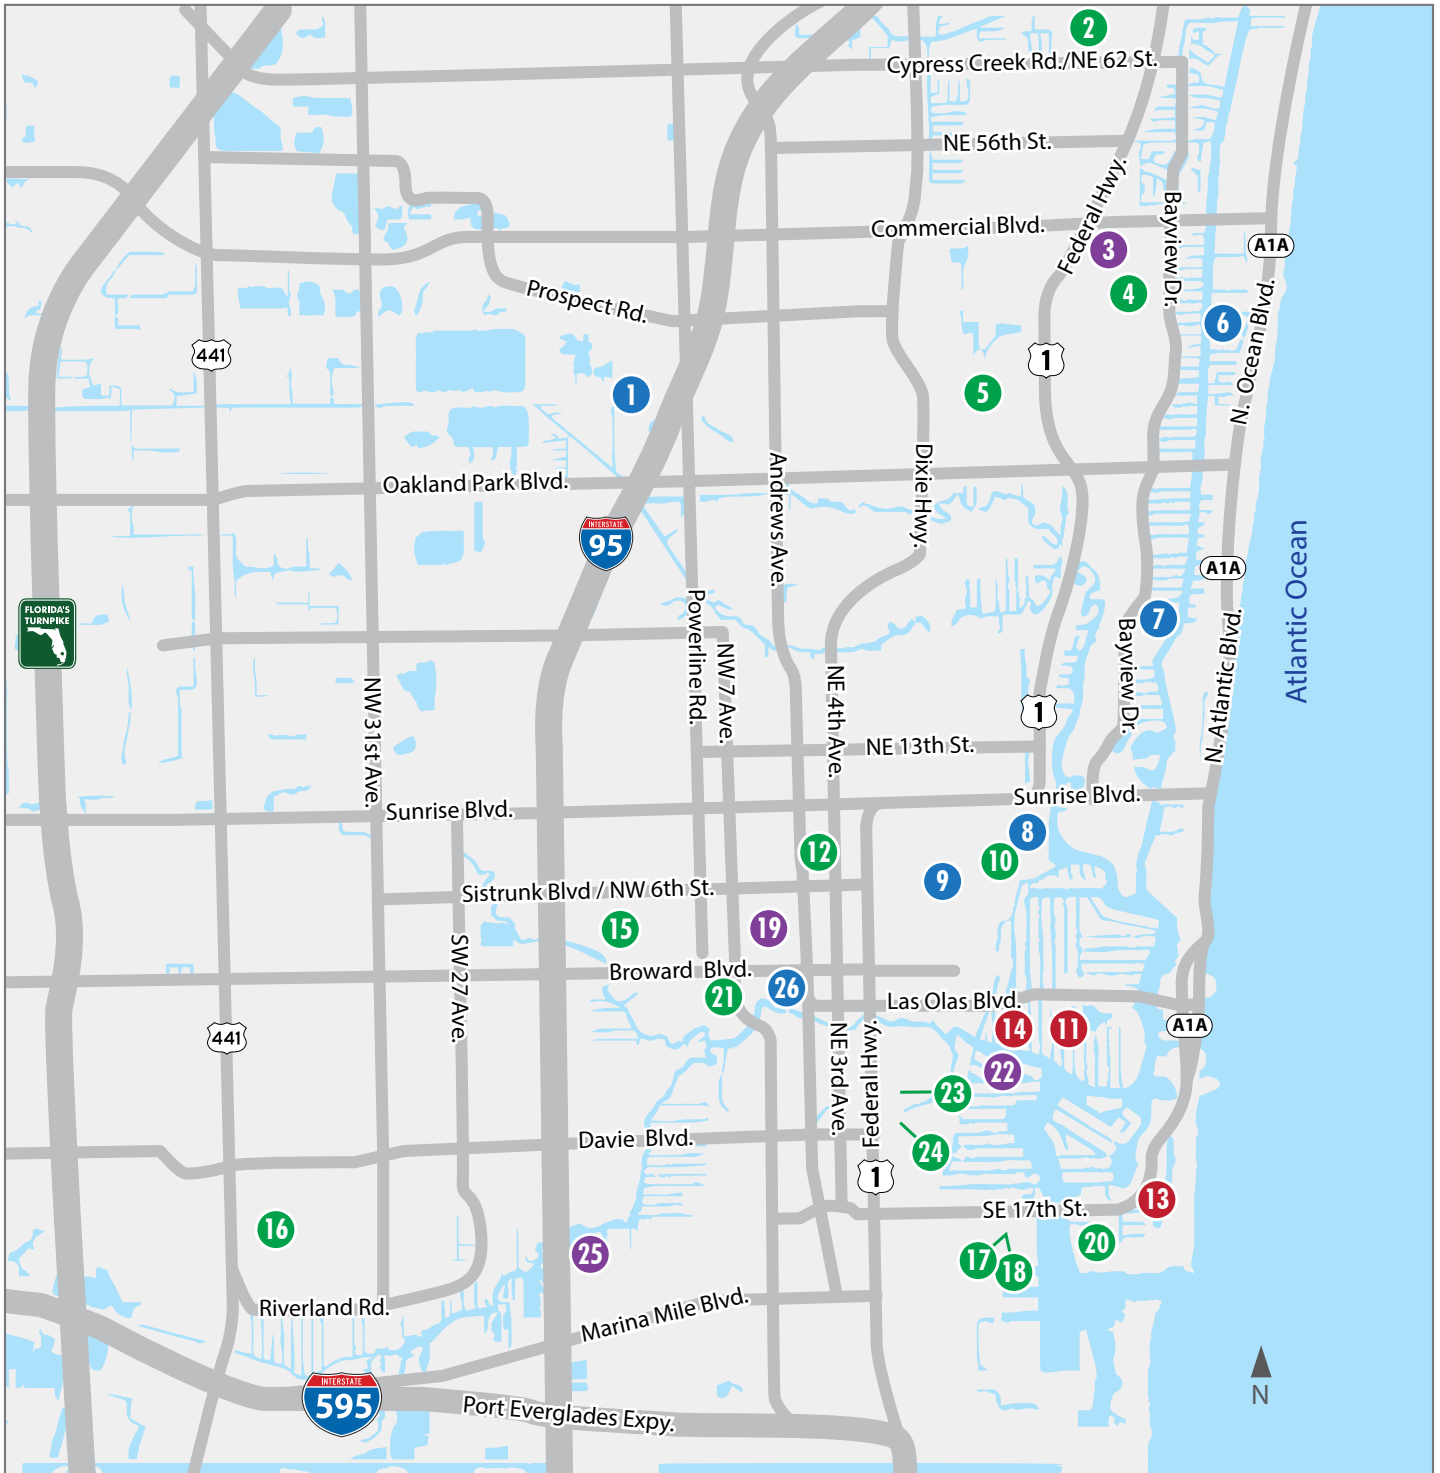 2
Cypress Creek Rd./NE 62 St.
NE 56th St.
Federal Hwy.
Bayview Dr.
Commercial Blvd.
3
A1A
4
Prospect Rd.
6
N. Ocean Blvd.
441
1
1
5
Dixie Hwy.
Andrews Ave.
Oakland Park Blvd.
INTERSTATE
95
A1A
Atlantic Ocean
FLORIDA'S
TURNPIKE
Powerline Rd.
7
Bayview Dr.
N. Atlantic Blvd.
NW 7 Ave.
NE 4th Ave.
NW 31st Ave.
1
NE 13th St.
Sunrise Blvd.
Sunrise Blvd.
8
12
10
9
Sistrunk Blvd / NW 6th St.
15
19
SW 27 Ave.
Broward Blvd.
26
21
Las Olas Blvd.
14
11
A1A
441
NE 3rd Ave.
Federal Hwy.
22
23
Davie Blvd.
24
1
13
SE 17th St.
16
20
25
17
18
Riverland Rd.
Marina Mile Blvd.
INTERSTATE
595
Port Everglades Expy.
N